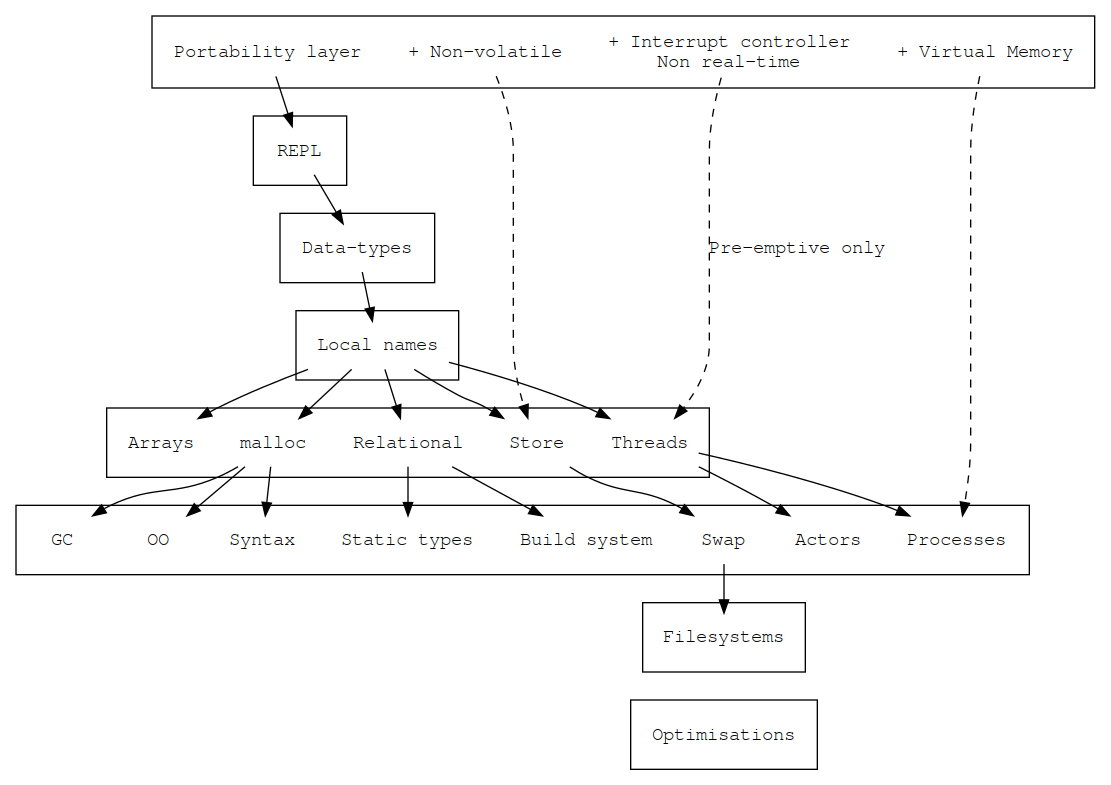 Portability layer
+ Non-volatile
+ Interrupt controller
Non real-time
+ Virtual Memory
REPL
Data-types
Pre-emptive only
Local names
Arrays
malloc
Relational
Store
Threads
GC
OO
Syntax
Static types
Build system
Swap
Actors
Processes
Filesystems
Optimisations